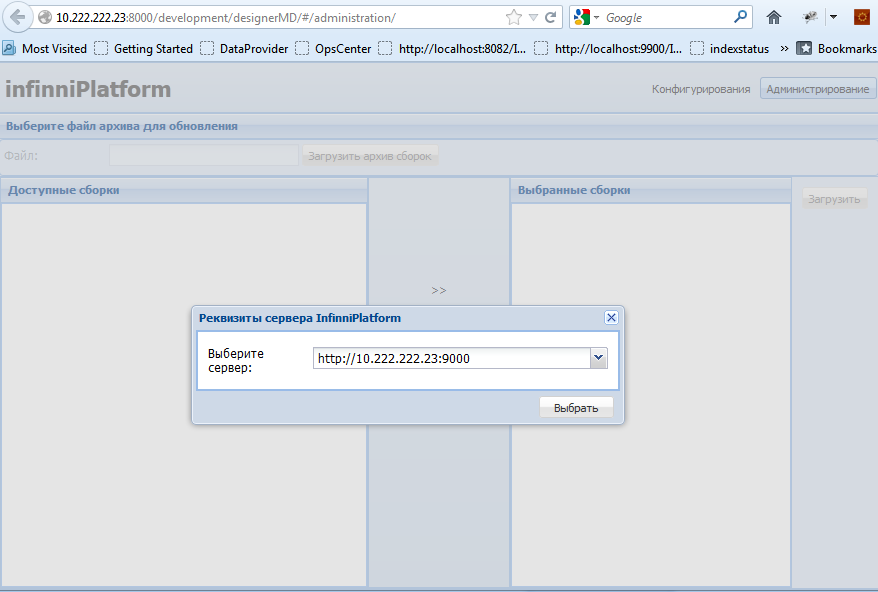 10.222.222.23:8000/development/designerMD/#/administration/
Google
Most Visited
Getting Started
DataProvider
OpsCenter
http://localhost:8082/I...
http://localhost:9900/I...
indexstatus
»
Bookmarks
infinniPlatform
Конфигурирования
Администрирование
Выберите файл архива для обновления
Файл:
Загрузить архив сборок
Доступные сборки
Выбранные сборки
Загрузить
>>
Реквизиты сервера InfinniPlatform
Выберите
сервер:
http://10.222.222.23:9000
Выбрать